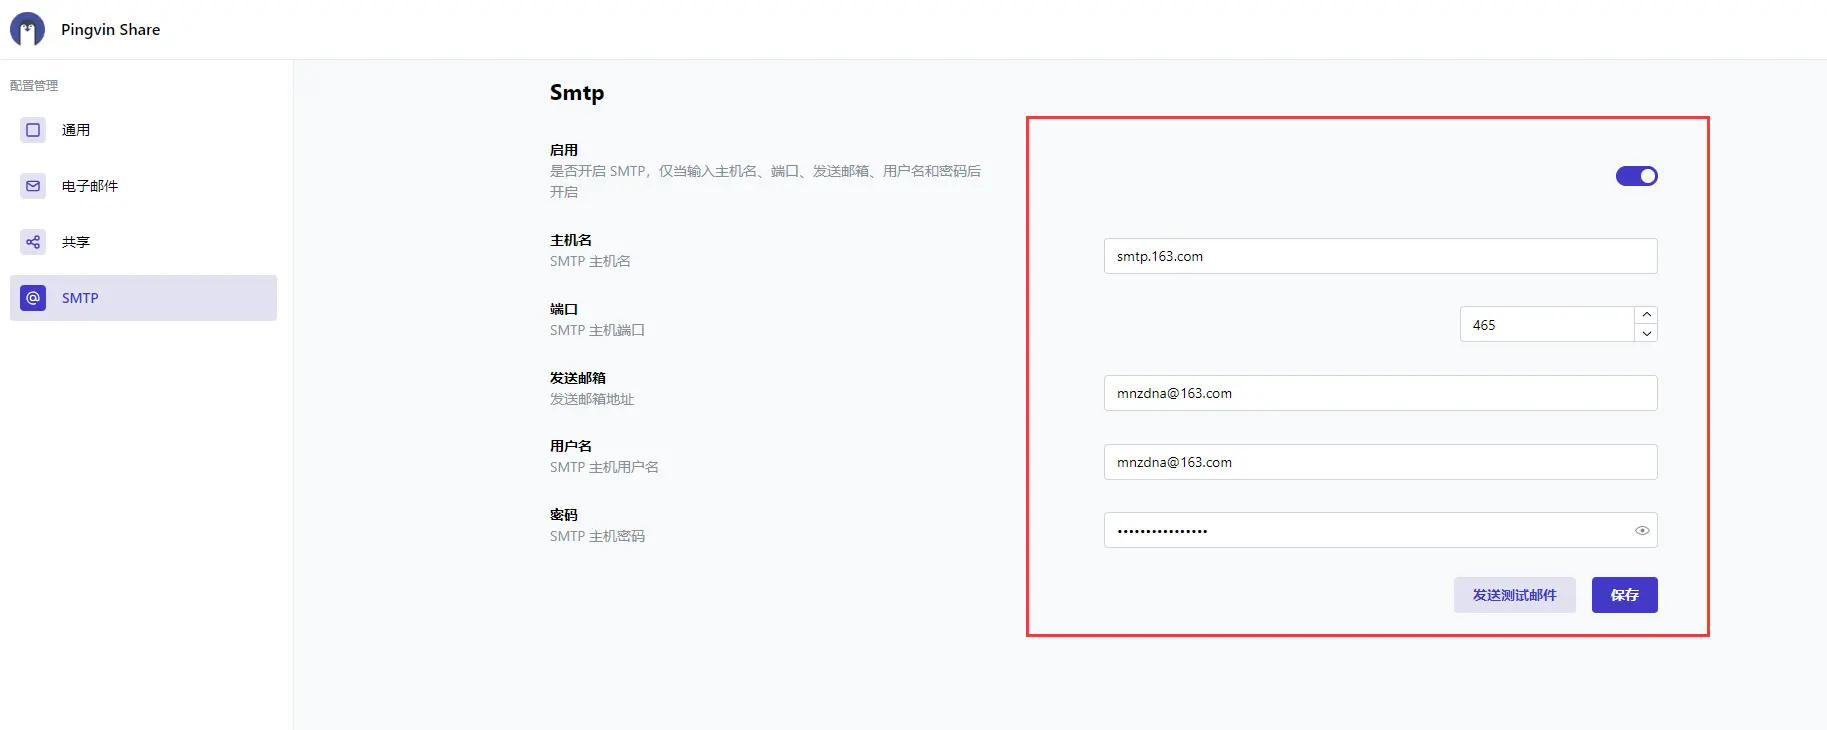 Pingvin Share
配置管理
通用
电子邮件
共享
SMTP
Smtp
启用
是否开启 SMTP，仅当输入主机名、端口、发送邮箱、用户名和密码后
开启
主机名
SMTP 主机名
smtp.163.com
端口
SMTP 主机端口
465
发送邮箱
发送邮箱地址
mnzdna@163.com
用户名
SMTP 主机用户名
mnzdna@163.com
密码
SMTP 主机密码
••••••••••••••••
发送测试邮件
保存